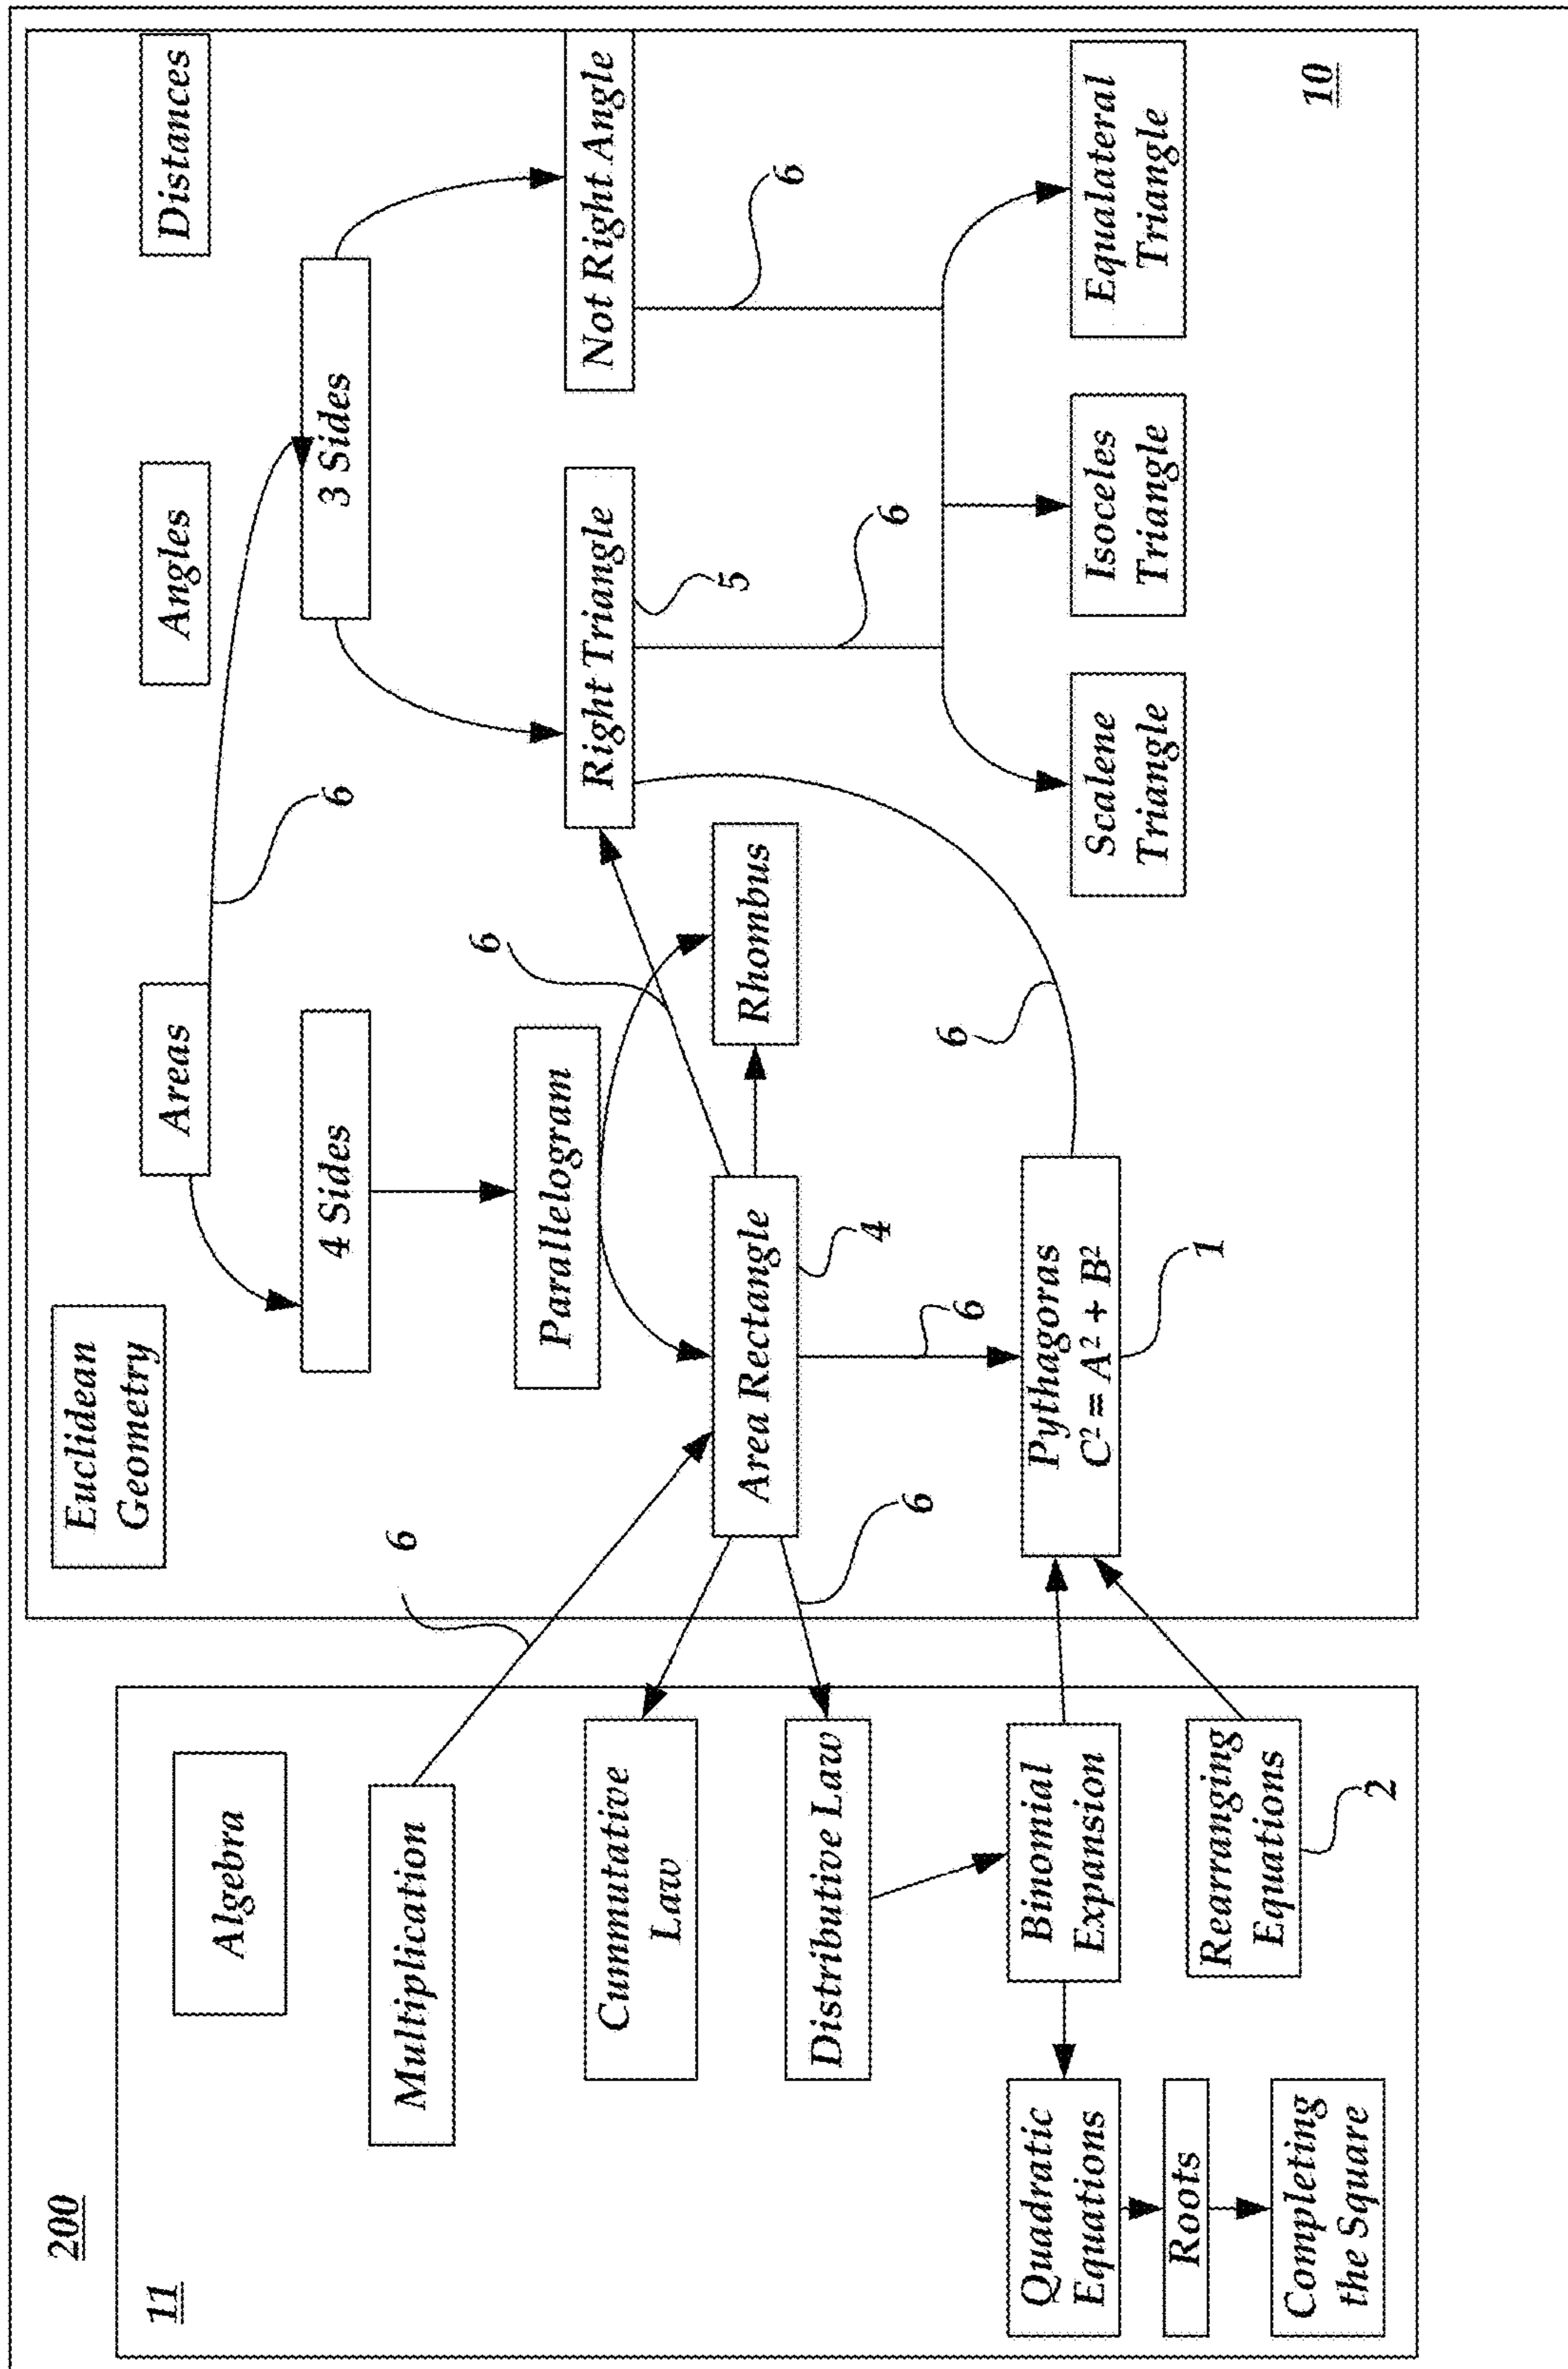 200
11
Algebra
Multiplication
Cummutative
Law
Distributive Law
Binomial
Expansion
Rearranging
Equations
2
Quadratic
Equations
Roots
Completing
the Square
Euclidean
Geometry
Areas
Angles
Distances
6
4 Sides
3 Sides
6
Parallelogram
6
Right Triangle
Not Right Angle
5
6
6
Area Rectangle
Rhombus
4
6
6
6
Pythagoras
C² = A² + B²
1
Scalene
Triangle
Isoceles
Triangle
Equalateral
Triangle
10